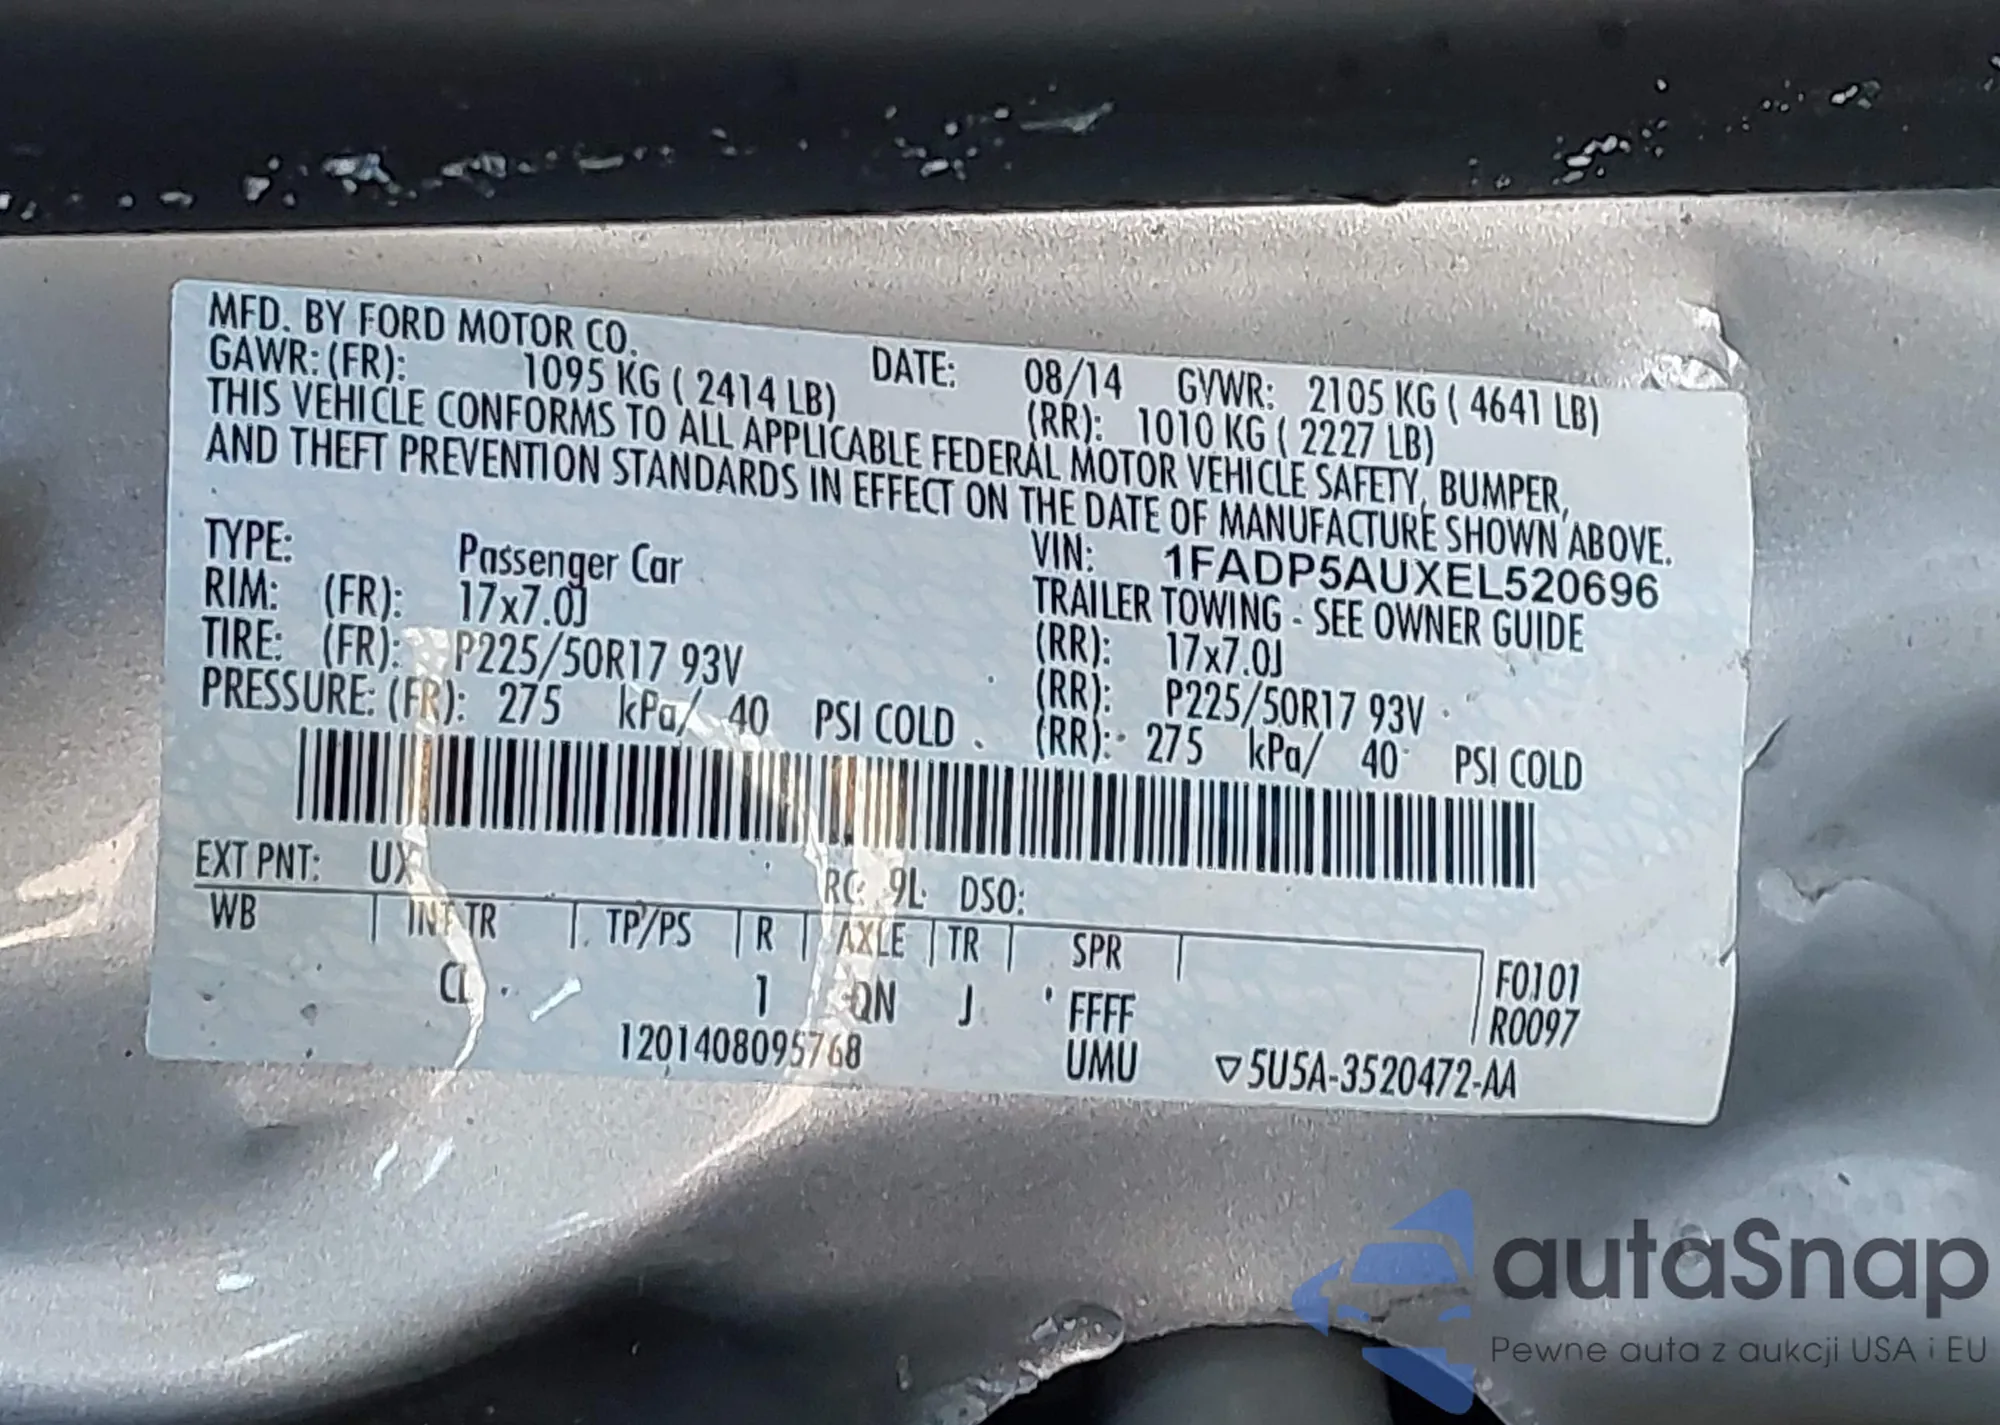 MFD. BY FORD MOTOR CO. DATE: 08/14 GVWR: 2105 KG ( 4641 LB)
GAWR: (FR): 1095 KG ( 2414 LB) (RR): 1010 KG ( 2227 LB)
THIS VEHICLE CONFORMS TO ALL APPLICABLE FEDERAL MOTOR VEHICLE SAFETY, BUMPER,
AND THEFT PREVENTION STANDARDS IN EFFECT ON THE DATE OF MANUFACTURE SHOWN ABOVE.
VIN: 1FADP5AUXEL520696
TYPE: Passenger Car TRAILER TOWING - SEE OWNER GUIDE
RIM: (FR): 17x7.0J (RR): 17x7.0J
TIRE: (FR): P225/50R17 93V (RR): P225/50R17 93V
PRESSURE: (FR): 275 kPa/ 40 PSI COLD (RR): 275 kPa/ 40 PSI COLD
EXT PNT: UX RC: 9L DSO:
WB INT TR TP/PS R AXLE TR SPR F0101
CL 1 QN J FFFF R0097
1201408095768 UMU ▽5U5A-3520472-AA
autaSnap
Pewne auta z aukcji USA i EU